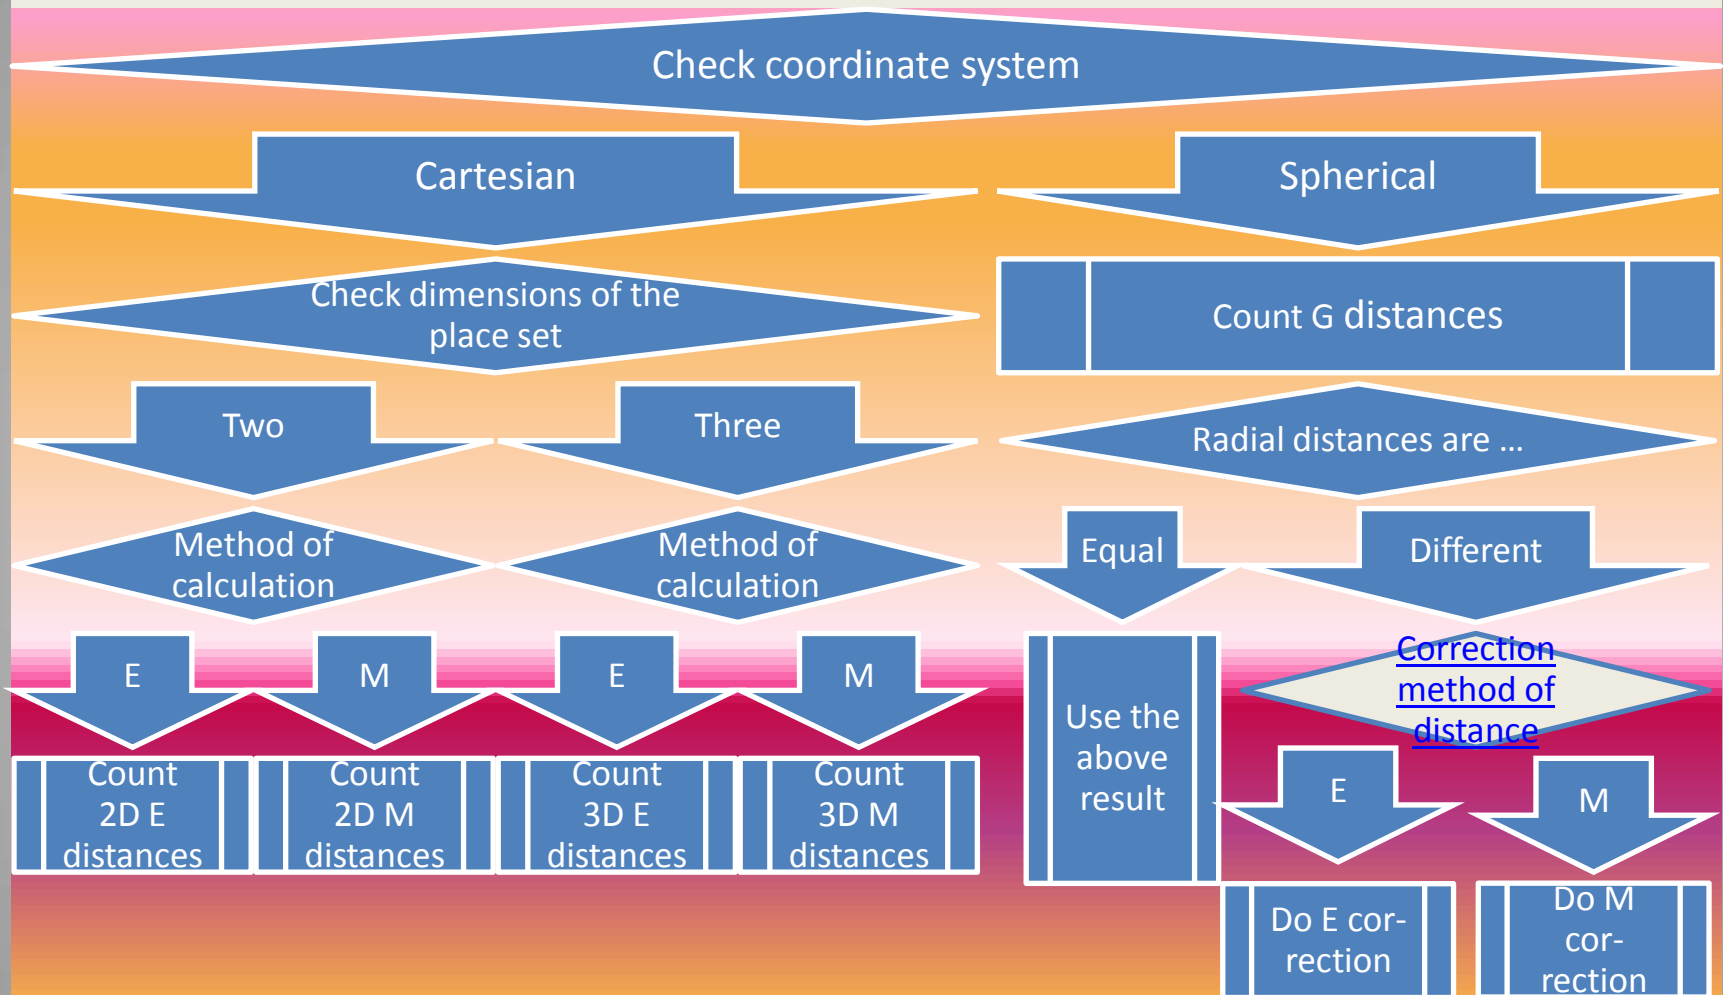 Check coordinate system
Cartesian
Spherical
Check dimensions of the
place set
Count G distances
Two
Three
Radial distances are ...
Method of
calculation
Method of
calculation
Equal
Different
E
M
E
M
Use the
above
result
Correction
method of
distance
Count
2D E
distances
Count
2D M
distances
Count
3D E
distances
Count
3D M
distances
E
M
Do E cor-
rection
Do M
cor-
rection